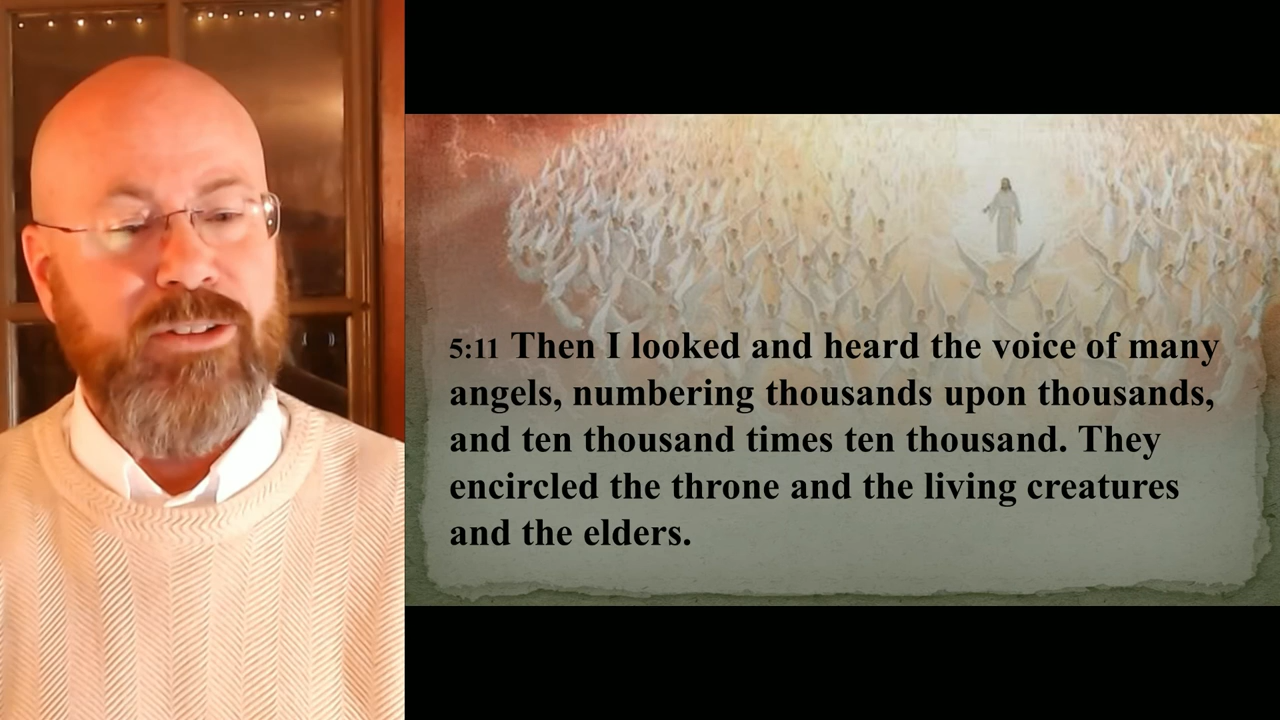 5:11 Then I looked and heard the voice of many
angels, numbering thousands upon thousands,
and ten thousand times ten thousand. They
encircled the throne and the living creatures
and the elders.